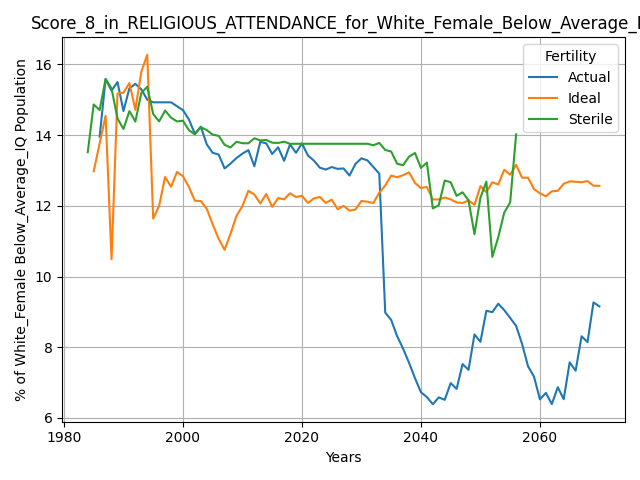 Score_8_in_RELIGIOUS_ATTENDANCE_for_White_Female_Below_Average_I
Fertility
Actual
Ideal
Sterile
% of White_Female Below_Average_IQ Population
16
14
12
10
8
6
1980
2000
2020
2040
2060
Years